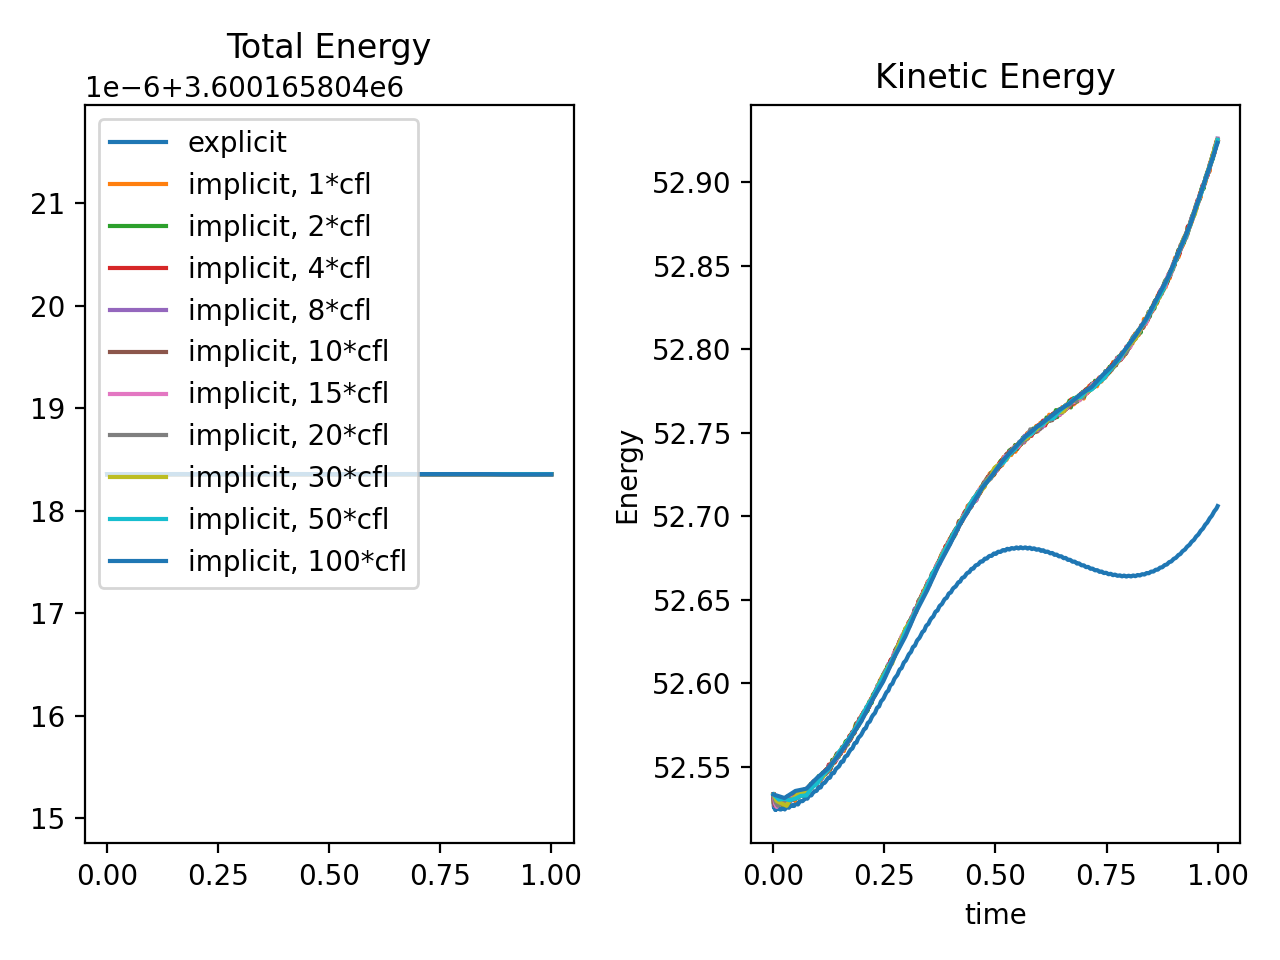 Total Energy
1e−6+3.600165804e6
21
20
19
18
17
16
15
explicit
implicit, 1*cfl
implicit, 2*cfl
implicit, 4*cfl
implicit, 8*cfl
implicit, 10*cfl
implicit, 15*cfl
implicit, 20*cfl
implicit, 30*cfl
implicit, 50*cfl
implicit, 100*cfl
0.00 0.25 0.50 0.75 1.00
Kinetic Energy
Energy
52.90
52.85
52.80
52.75
52.70
52.65
52.60
52.55
0.00 0.25 0.50 0.75 1.00
time